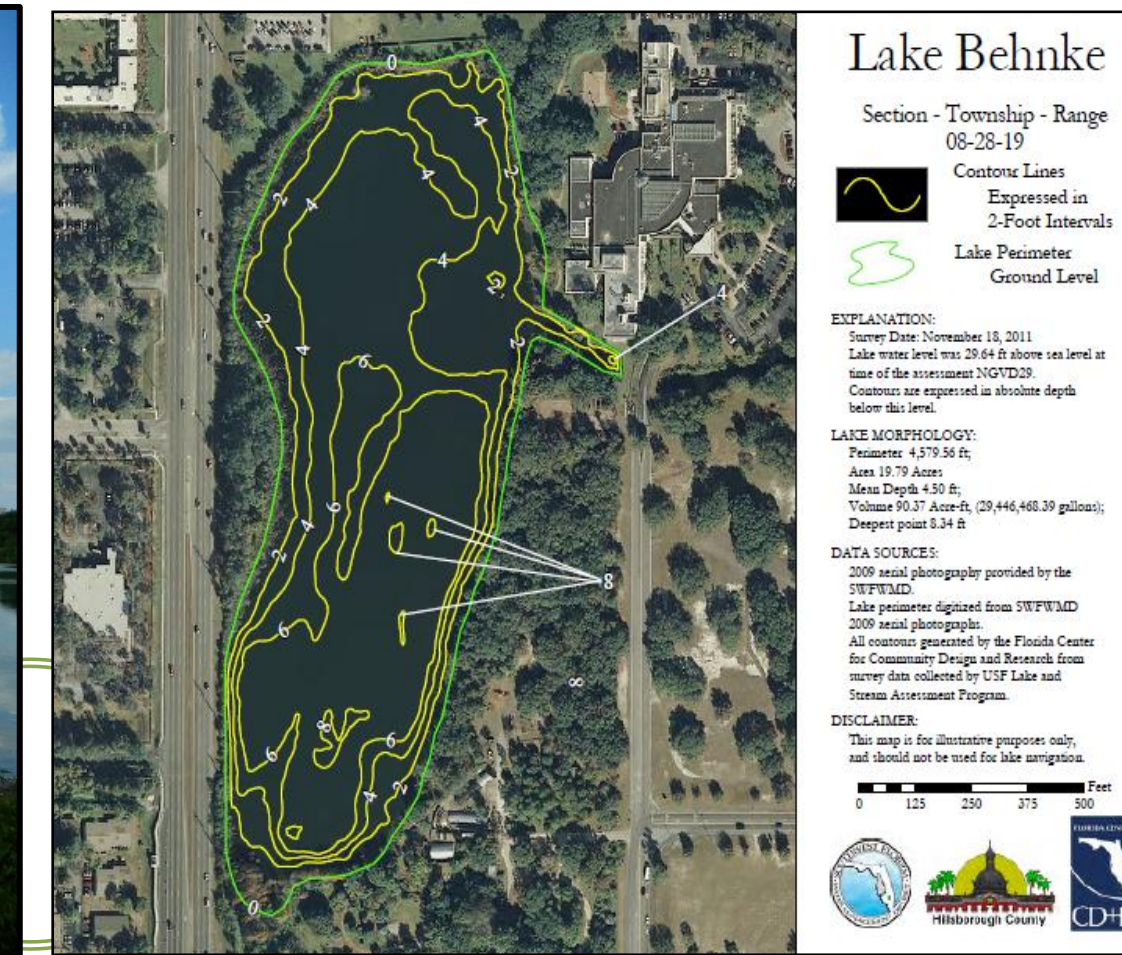 Lake Behnke
Section - Township - Range
08-28-19
Contour Lines
Expressed in
2-Foot Intervals
Lake Perimeter
Ground Level
EXPLANATION:
Survey Date: November 18, 2011
Lake water level was 29.64 ft above sea level at
time of the assessment NGVD29.
Contours are expressed in absolute depth
below this level.
LAKE MORPHOLOGY:
Perimeter 4,579.56 ft;
Area 19.79 Acres
Mean Depth 4.50 ft;
Volume 90.37 Acre-ft, (29,446,468.39 gallons);
Deepest point 8.34 ft
DATA SOURCES:
2009 aerial photography provided by the
SWFWMD.
Lake perimeter digitized from SWFWMD
2009 aerial photographs.
All contours generated by the Florida Center
for Community Design and Research from
survey data collected by USF Lake and
Stream Assessment Program.
DISCLAIMER:
This map is for illustrative purposes only,
and should not be used for lake navigation.
Feet
0 125 250 375 500
Hillsborough County
0
4
2
4
2
4
4
2
2
4
2
4
2
6
6
4
2
8
6
8
8
6
6
4
2
0